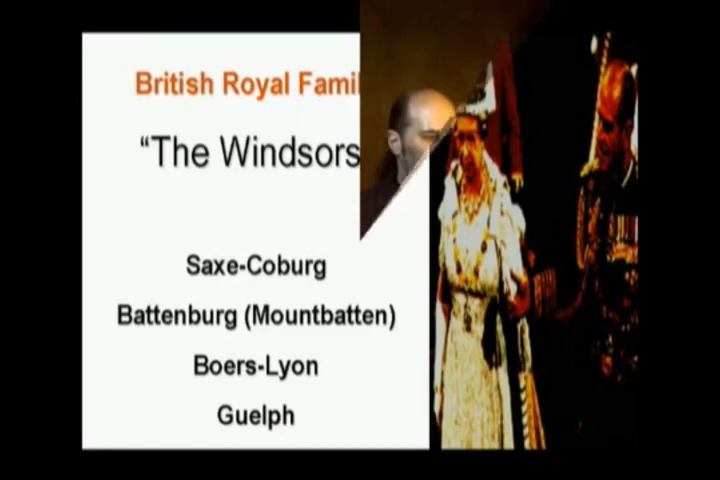 British Royal Famil
“The Windsors
Saxe-Coburg
Battenburg (Mountbatten)
Boers-Lyon
Guelph